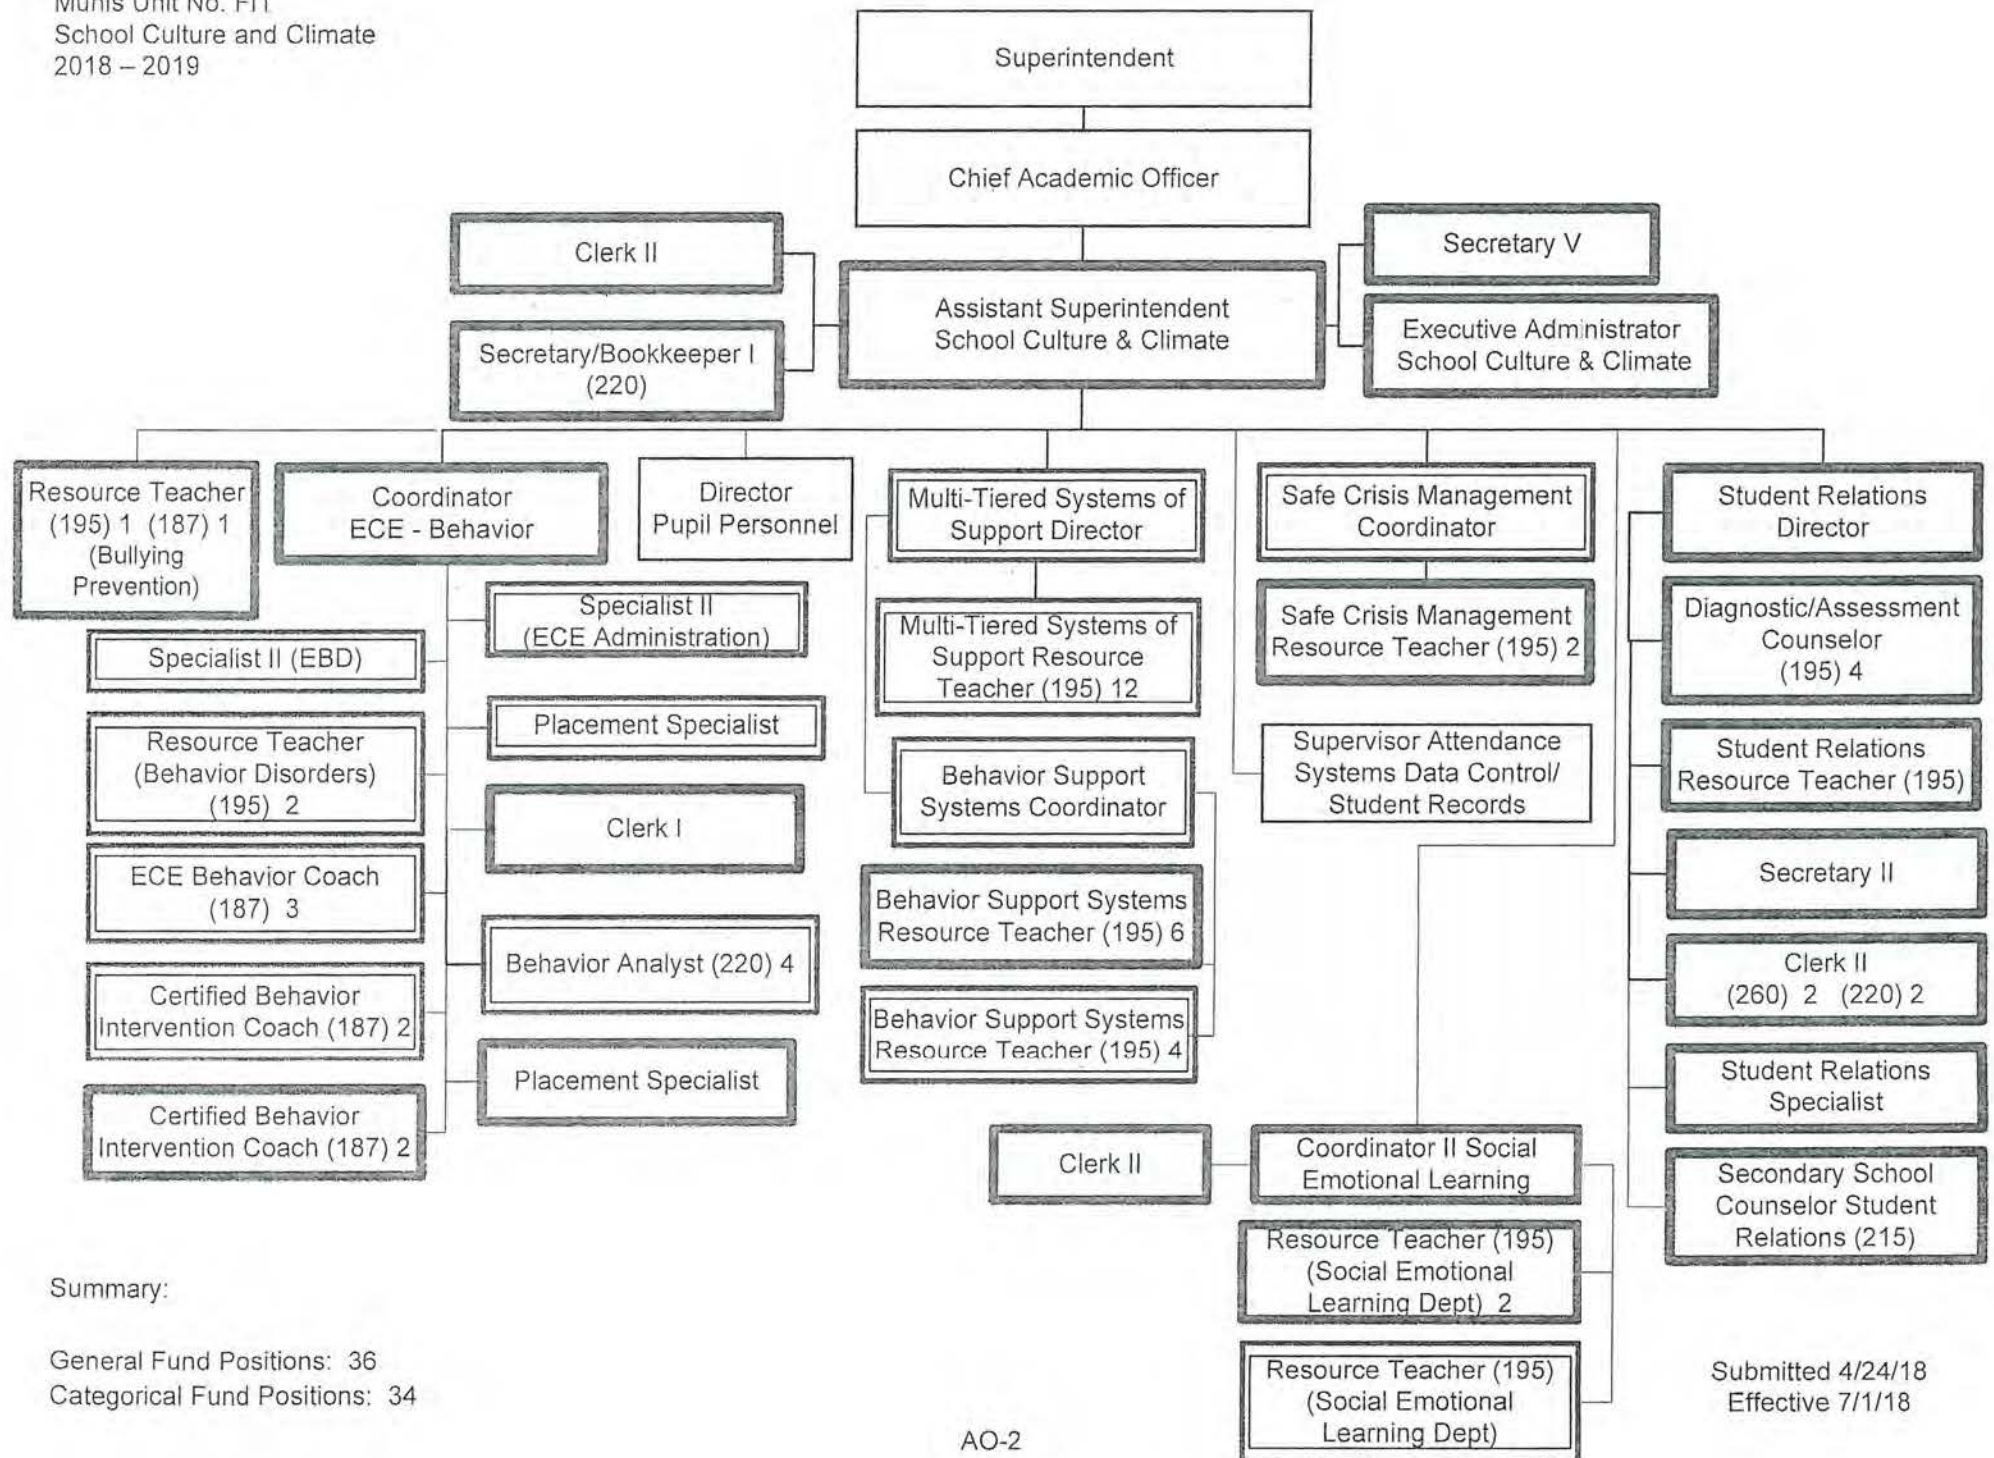 School Culture and Climate
2018 – 2019
Superintendent
Chief Academic Officer
Clerk II
Secretary/Bookkeeper I
(220)
Assistant Superintendent
School Culture & Climate
Secretary V
Executive Administrator
School Culture & Climate
Resource Teacher
(195) 1 (187) 1
(Bullying
Prevention)
Coordinator
ECE - Behavior
Director
Pupil Personnel
Multi-Tiered Systems of
Support Director
Safe Crisis Management
Coordinator
Student Relations
Director
Specialist II (EBD)
Resource Teacher
(Behavior Disorders)
(195) 2
ECE Behavior Coach
(187) 3
Certified Behavior
Intervention Coach (187) 2
Certified Behavior
Intervention Coach (187) 2
Specialist II
(ECE Administration)
Placement Specialist
Clerk I
Behavior Analyst (220) 4
Placement Specialist
Multi-Tiered Systems of
Support Resource
Teacher (195) 12
Behavior Support
Systems Coordinator
Behavior Support Systems
Resource Teacher (195) 6
Behavior Support Systems
Resource Teacher (195) 4
Safe Crisis Management
Resource Teacher (195) 2
Supervisor Attendance
Systems Data Control/
Student Records
Clerk II
Coordinator II Social
Emotional Learning
Resource Teacher (195)
(Social Emotional
Learning Dept) 2
Resource Teacher (195)
(Social Emotional
Learning Dept)
Diagnostic/Assessment
Counselor
(195) 4
Student Relations
Resource Teacher (195)
Secretary II
Clerk II
(260) 2 (220) 2
Student Relations
Specialist
Secondary School
Counselor Student
Relations (215)
Summary:
General Fund Positions: 36
Categorical Fund Positions: 34
AO-2
Submitted 4/24/18
Effective 7/1/18